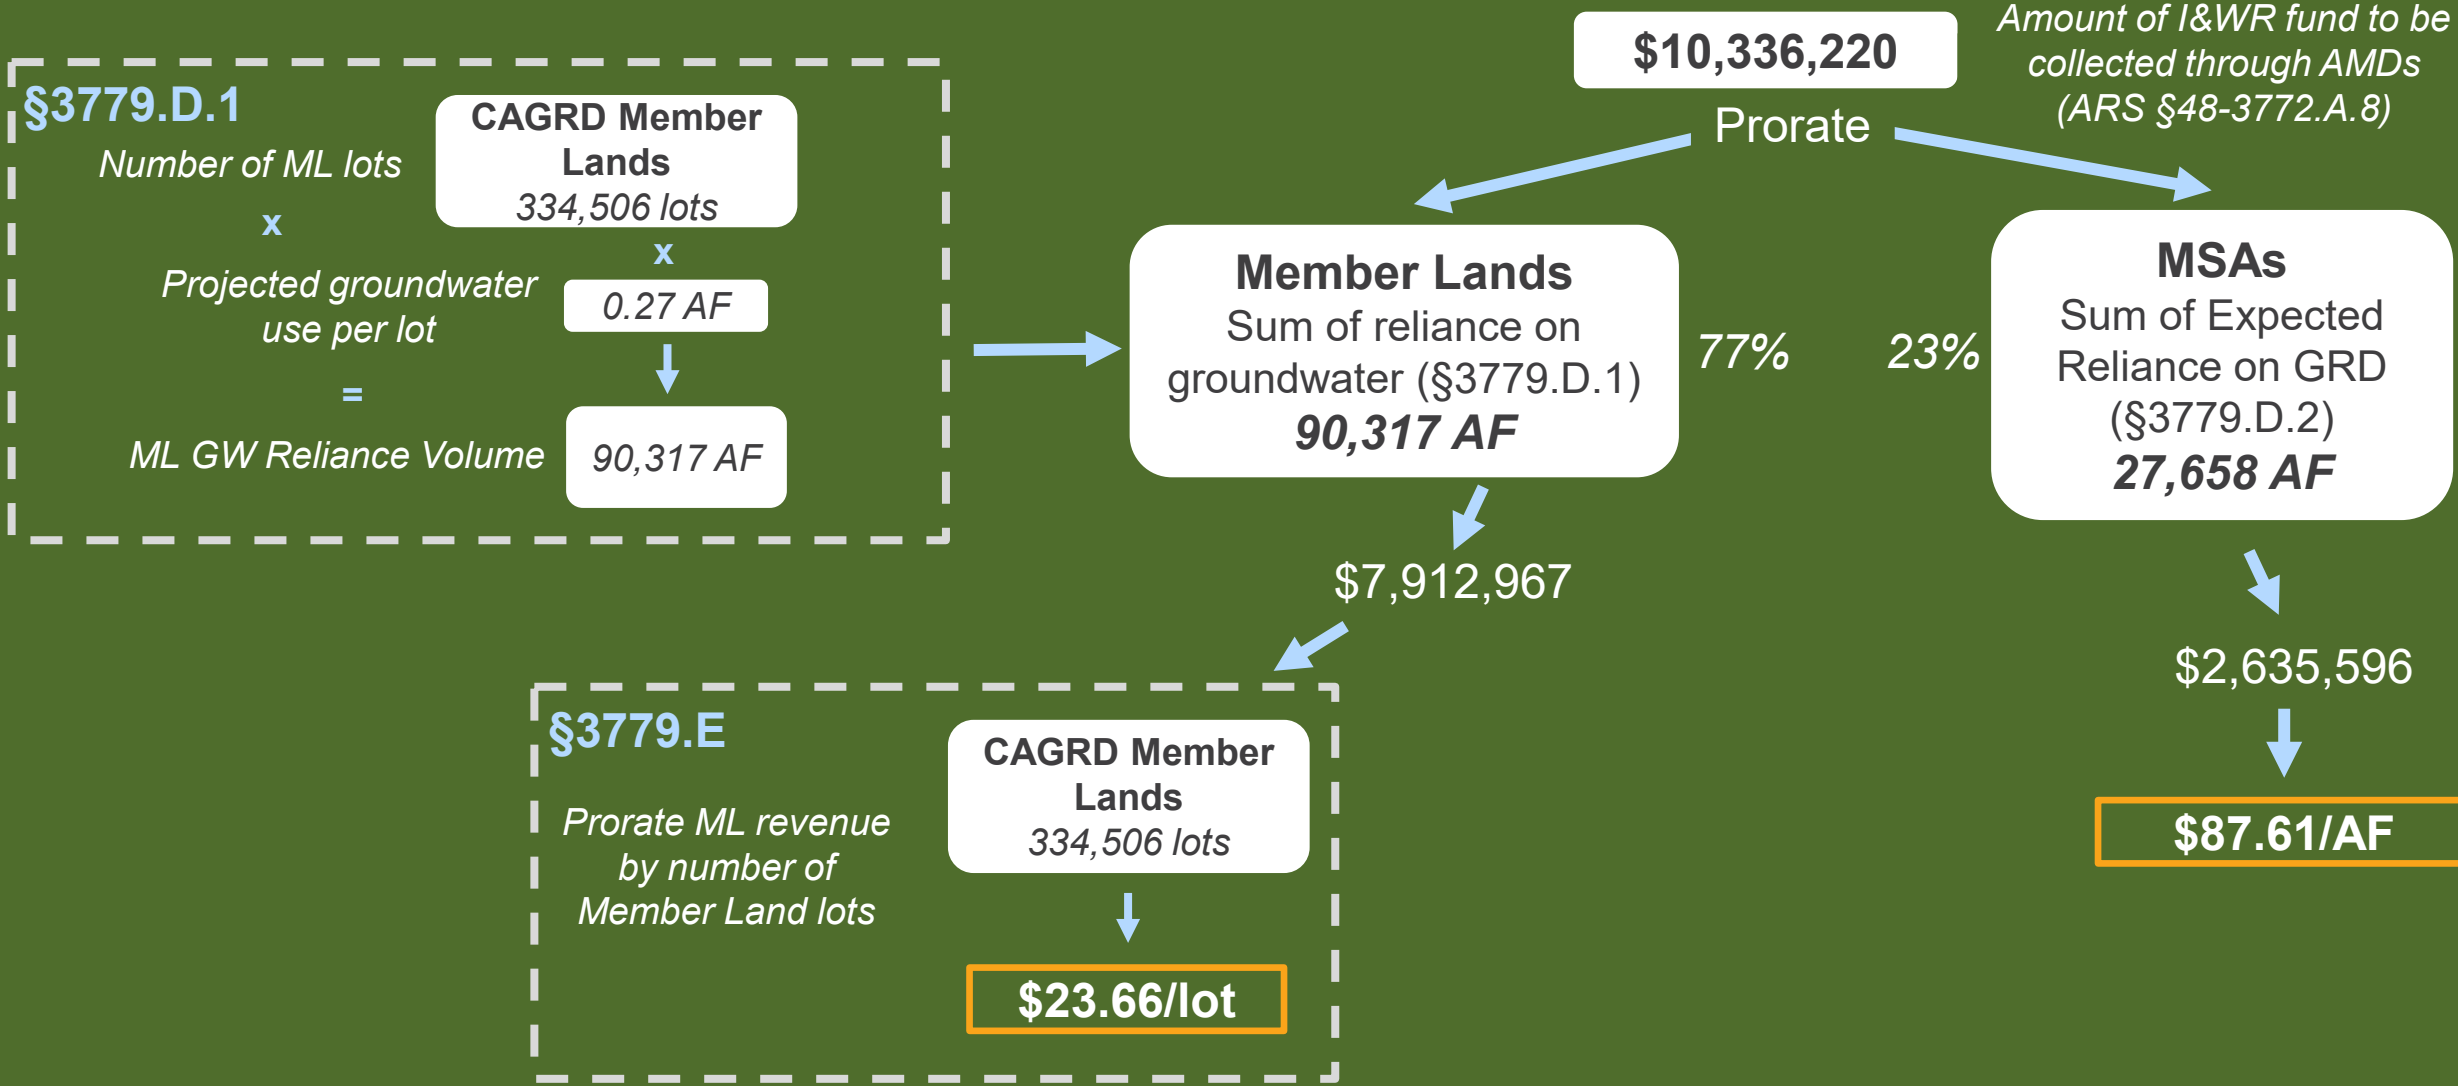 §3779.D.1
Number of ML lots
x
Projected groundwater
use per lot
=
ML GW Reliance Volume
CAGRD Member
Lands
334,506 lots
x
0.27 AF
90,317 AF
$10,336,220
Prorate
Amount of I&WR fund to be
collected through AMDs
(ARS §48-3772.A.8)
Member Lands
Sum of reliance on
groundwater (§3779.D.1)
90,317 AF
77%
23%
MSAs
Sum of Expected
Reliance on GRD
(§3779.D.2)
27,658 AF
$7,912,967
$2,635,596
$87.61/AF
§3779.E
Prorate ML revenue
by number of
Member Land lots
CAGRD Member
Lands
334,506 lots
$23.66/lot